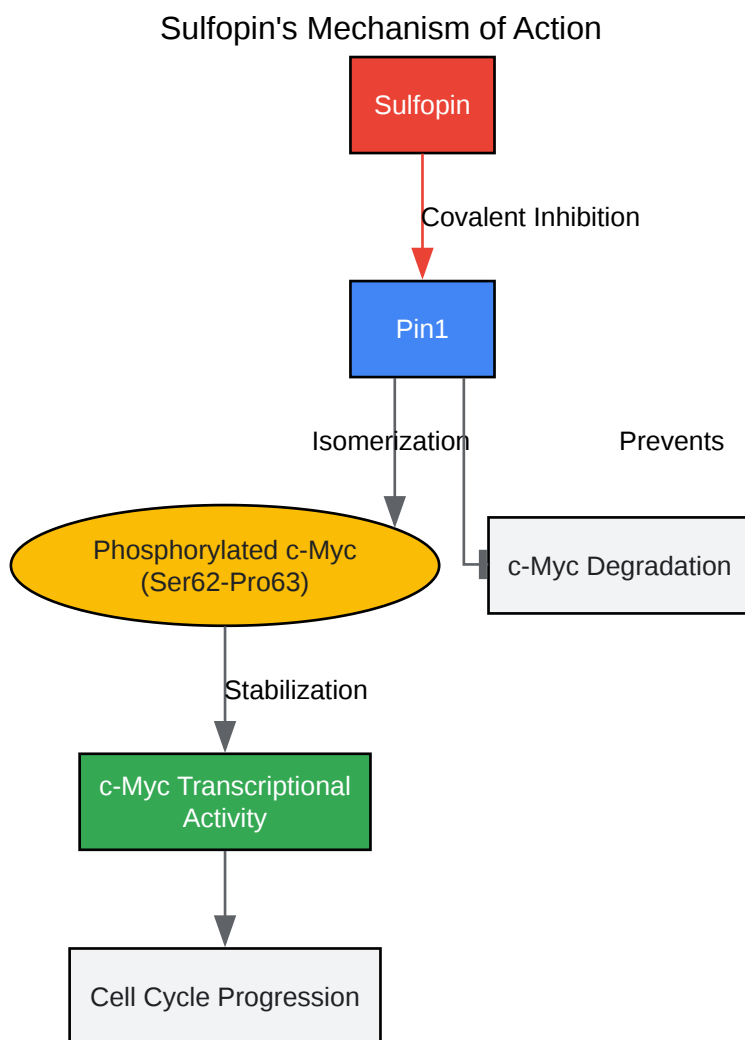 Sulfopin's Mechanism of Action
Sulfopin
Covalent Inhibition
Pin1
Isomerization
Prevents
Phosphorylated c-Myc
(Ser62-Pro63)
c-Myc Degradation
Stabilization
c-Myc Transcriptional
Activity
Cell Cycle Progression